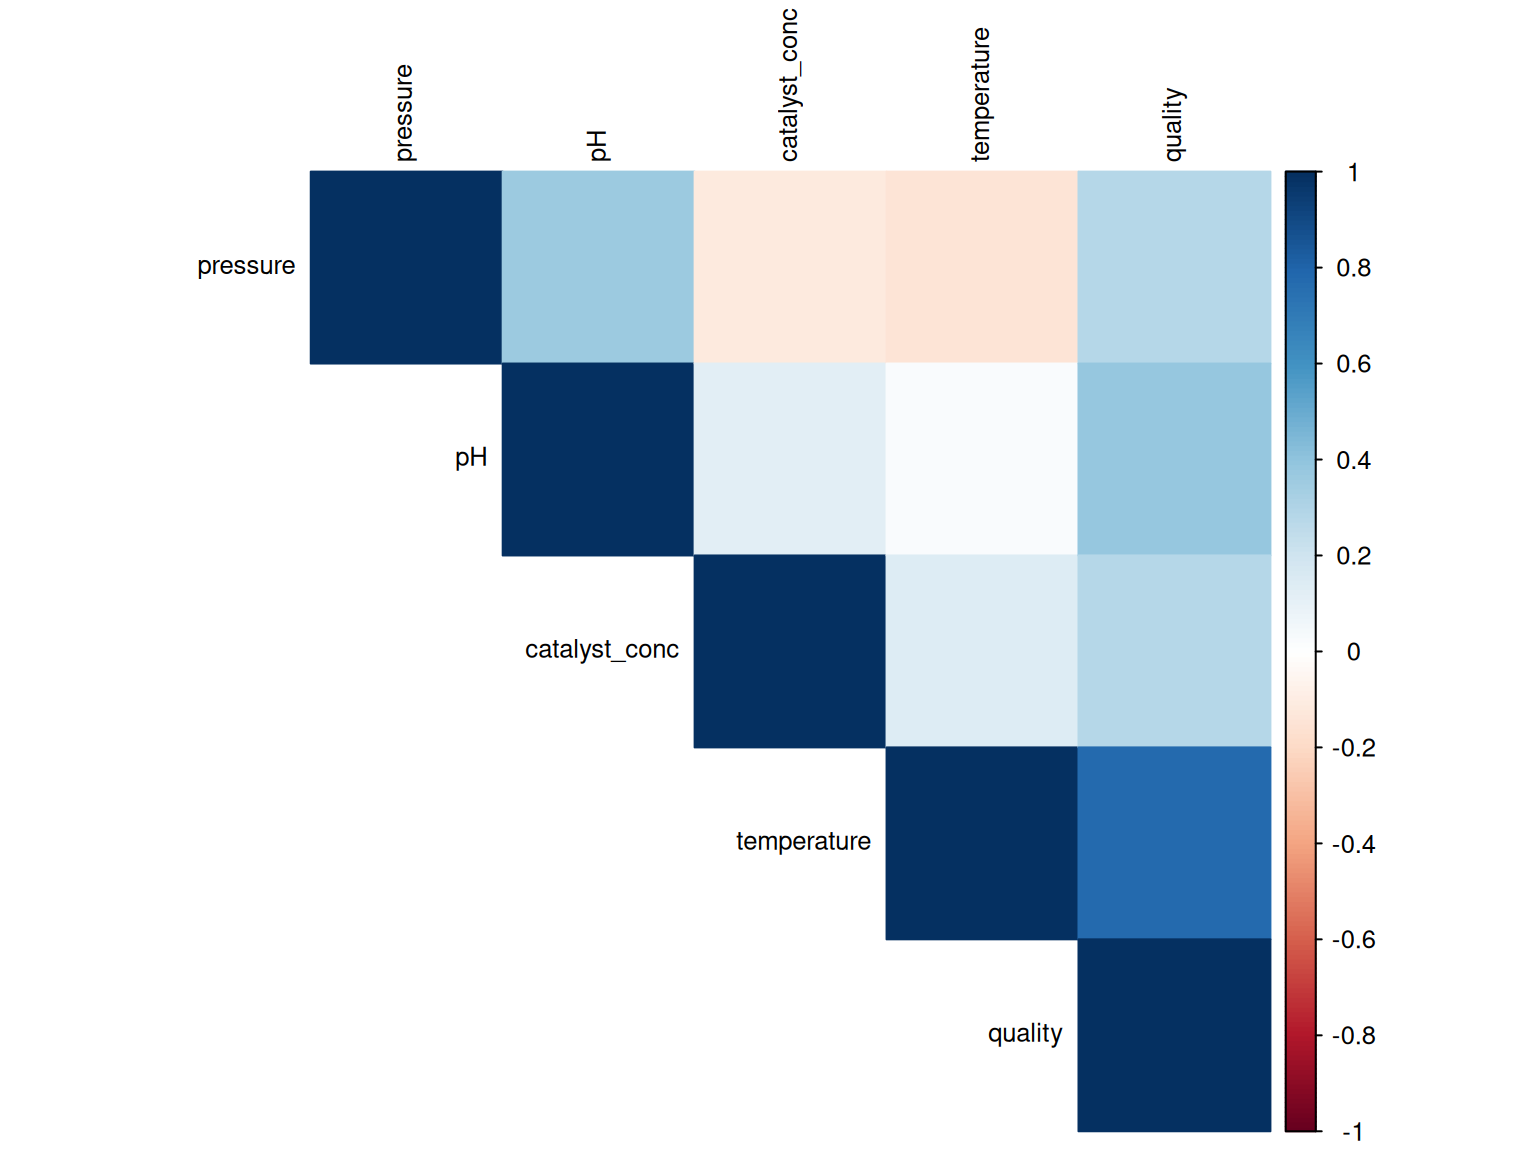 pressure
pH
catalyst_conc
temperature
quality
pressure
pH
catalyst_conc
temperature
quality
1
0.8
0.6
0.4
0.2
0
-0.2
-0.4
-0.6
-0.8
-1